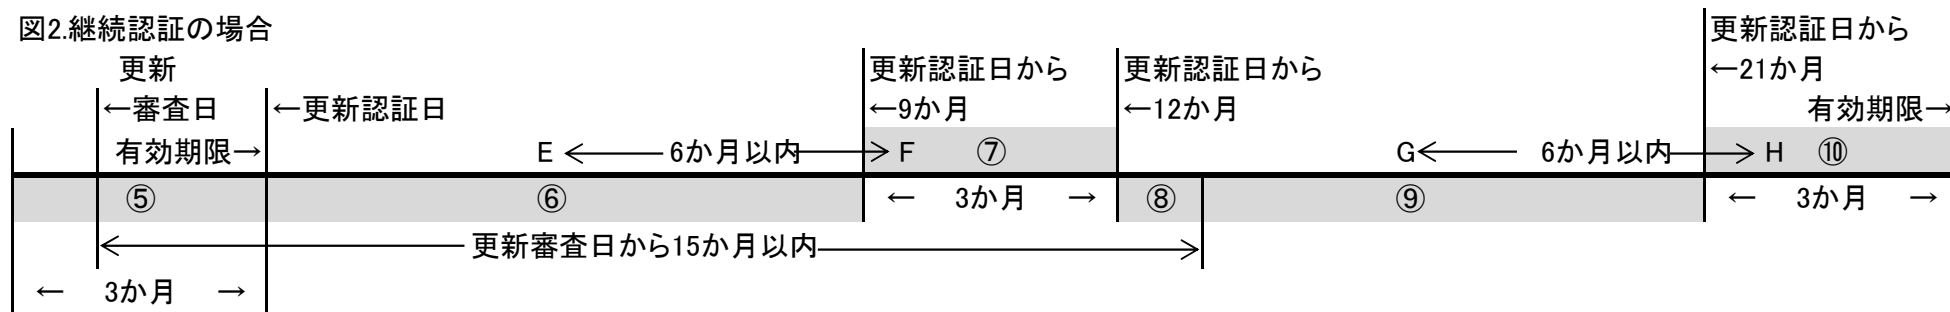 図2.継続認証の場合
更新認証日から
更新
更新認証日から
更新認証日から
←21か月
←審査日
←更新認証日
←9か月
←12か月
有効期限→
有効期限→
E ← 6か月以内 → F ⑦
G ← 6か月以内 → H ⑩
⑤ ⑥ ← 3か月 → ⑧ ⑨ ← 3か月 →
← 更新審査日から15か月以内 →
← 3か月 →